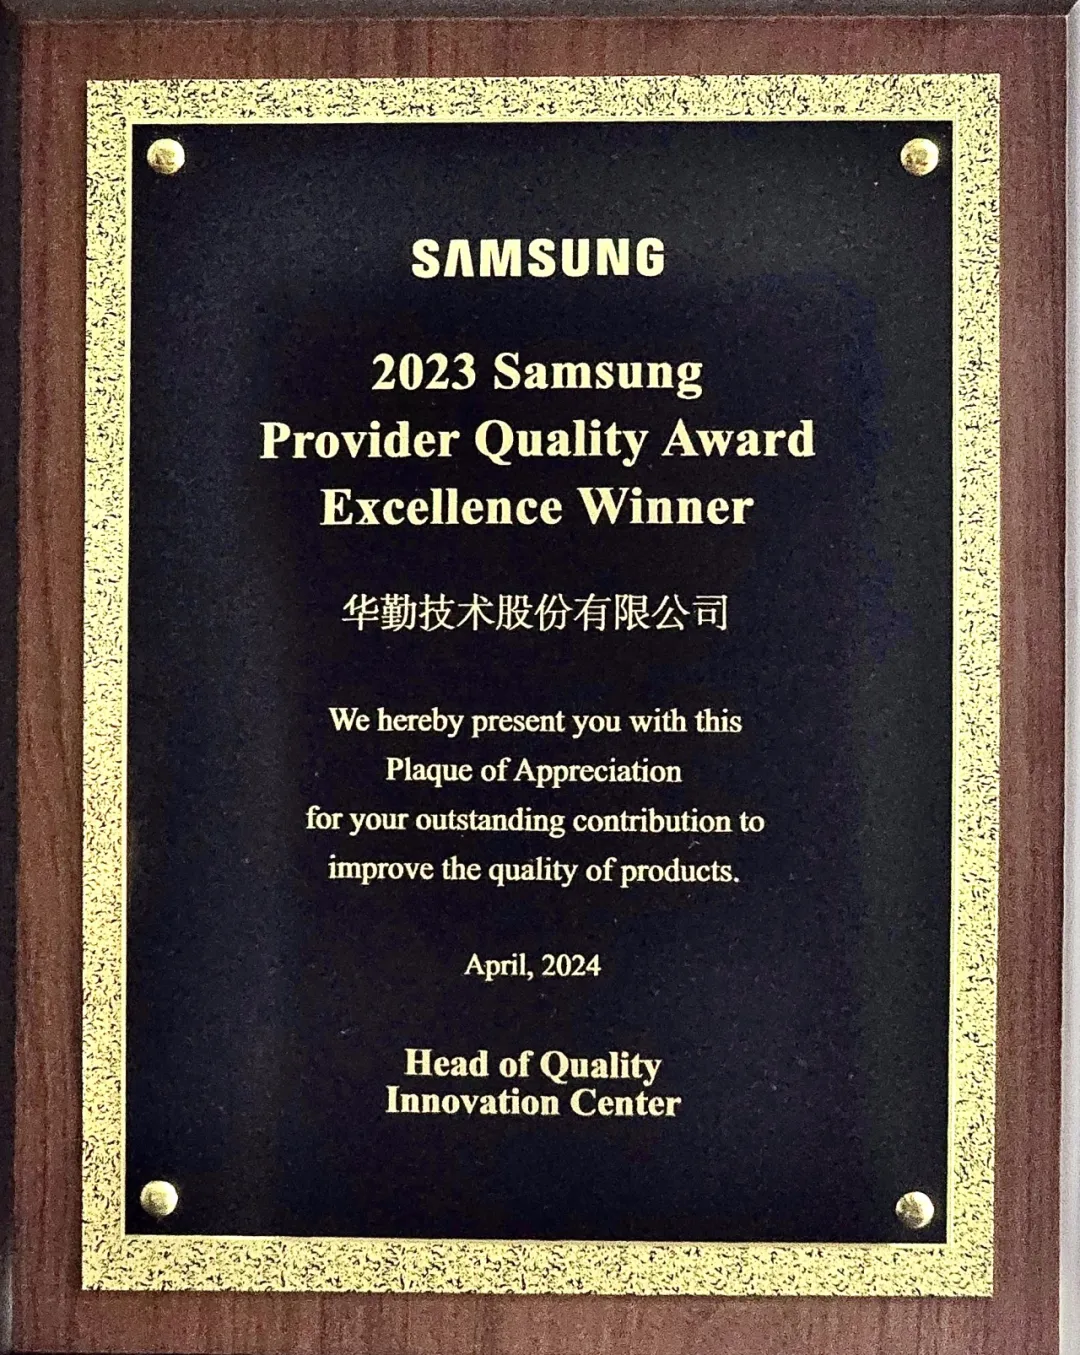 SAMSUNG
2023 Samsung
Provider Quality Award
Excellence Winner
华勤技术股份有限公司
We hereby present you with this
Plaque of Appreciation
for your outstanding contribution to
improve the quality of products.
April, 2024
Head of Quality
Innovation Center